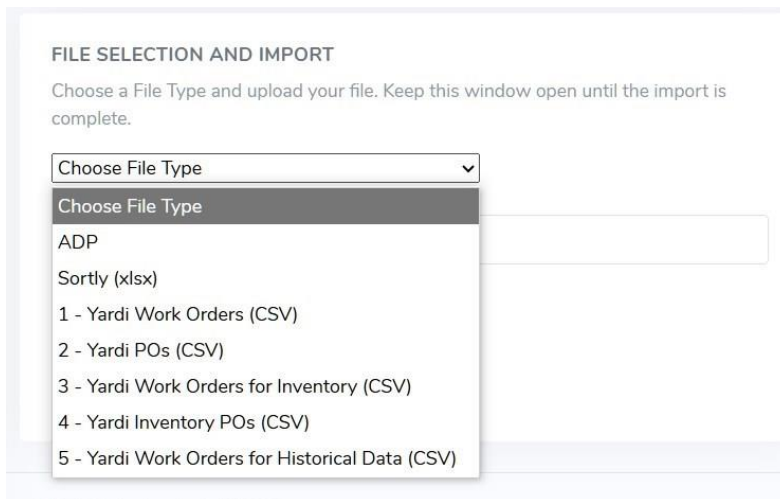 FILE SELECTION AND IMPORT
Choose a File Type and upload your file. Keep this window open until the import is
complete.
Choose File Type
Choose File Type
ADP
Sortly (xlsx)
1 - Yardi Work Orders (CSV)
2 - Yardi POs (CSV)
3 - Yardi Work Orders for Inventory (CSV)
4 - Yardi Inventory POs (CSV)
5 - Yardi Work Orders for Historical Data (CSV)